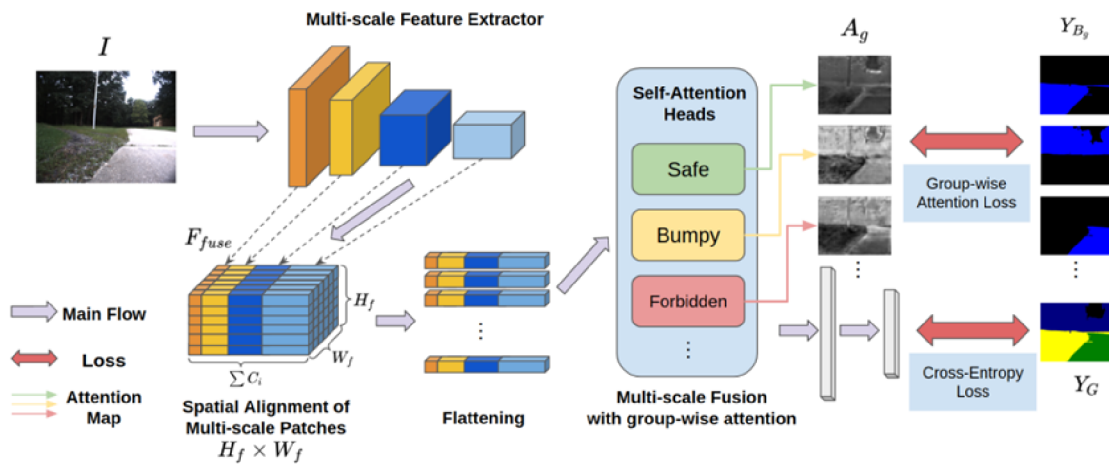 Multi-scale Feature Extractor
I
A_g
Y_{B_g}
Self-Attention
Heads
Safe
Bumpy
Forbidden
⋮
Group-wise
Attention Loss
⋮
⋮
F_{fuse}
H_f
W_f
∑ C_i
⋮
Main Flow
Loss
Attention
Map
Spatial Alignment of
Multi-scale Patches
H_f × W_f
Flattening
Multi-scale Fusion
with group-wise attention
Cross-Entropy
Loss
Y_G